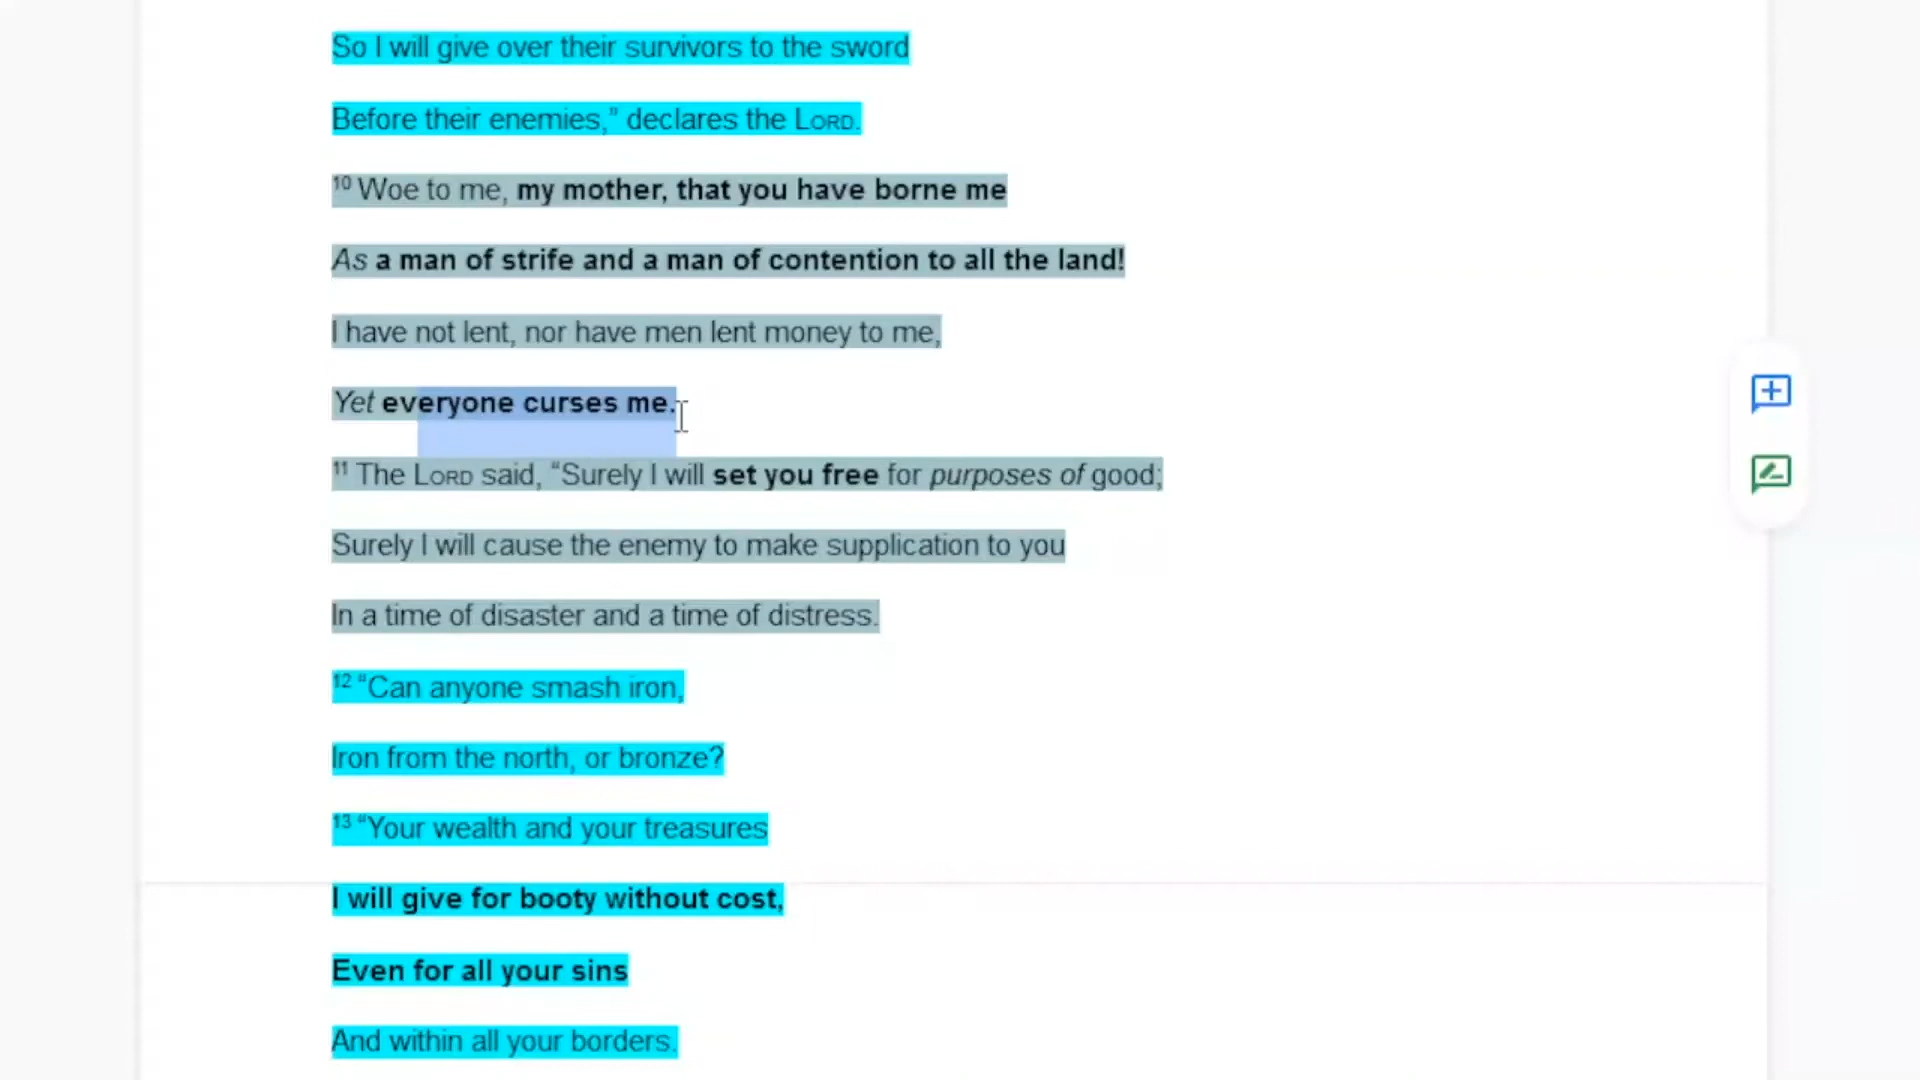 So I will give over their survivors to the sword
Before their enemies,” declares the LORD.
10 Woe to me, my mother, that you have borne me
As a man of strife and a man of contention to all the land!
I have not lent, nor have men lent money to me,
Yet everyone curses me.
11 The LORD said, “Surely I will set you free for purposes of good;
Surely I will cause the enemy to make supplication to you
In a time of disaster and a time of distress.
12 “Can anyone smash iron,
Iron from the north, or bronze?
13 “Your wealth and your treasures
I will give for booty without cost,
Even for all your sins
And within all your borders.